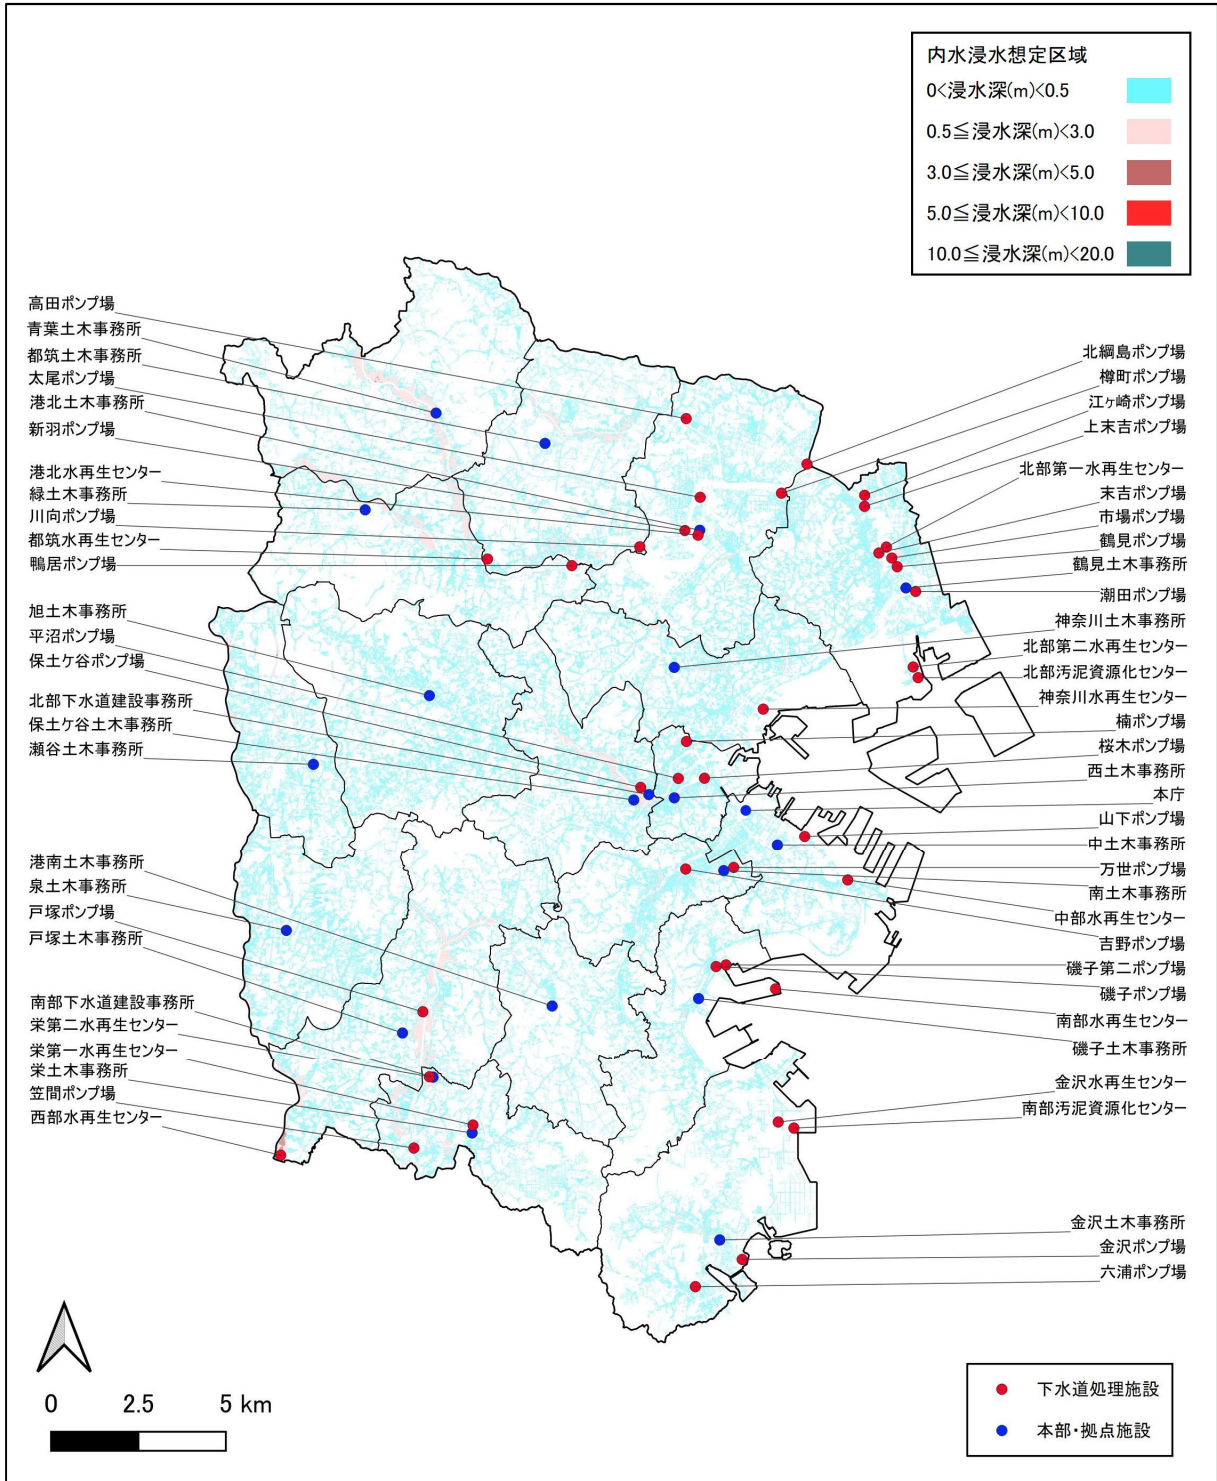 内水浸水想定区域
0<浸水深(m)<0.5
0.5≦浸水深(m)<3.0
3.0≦浸水深(m)<5.0
5.0≦浸水深(m)<10.0
10.0≦浸水深(m)<20.0
高田ポンプ場
青葉土木事務所
都筑土木事務所
太尾ポンプ場
港北土木事務所
新羽ポンプ場
港北水再生センター
緑土木事務所
川向ポンプ場
都筑水再生センター
鴨居ポンプ場
旭土木事務所
平沼ポンプ場
保土ケ谷ポンプ場
北部下水道建設事務所
保土ケ谷土木事務所
瀬谷土木事務所
港南土木事務所
泉土木事務所
戸塚ポンプ場
戸塚土木事務所
南部下水道建設事務所
栄第二水再生センター
栄第一水再生センター
栄土木事務所
笠間ポンプ場
西部水再生センター
北綱島ポンプ場
樽町ポンプ場
江ヶ崎ポンプ場
上末吉ポンプ場
北部第一水再生センター
末吉ポンプ場
市場ポンプ場
鶴見ポンプ場
鶴見土木事務所
潮田ポンプ場
神奈川土木事務所
北部第二水再生センター
北部汚泥資源化センター
神奈川水再生センター
楠ポンプ場
桜木ポンプ場
西土木事務所
本庁
山下ポンプ場
中土木事務所
万世ポンプ場
南土木事務所
中部水再生センター
吉野ポンプ場
磯子第二ポンプ場
磯子ポンプ場
南部水再生センター
磯子土木事務所
金沢水再生センター
南部汚泥資源化センター
金沢土木事務所
金沢ポンプ場
六浦ポンプ場
0 2.5 5 km
下水道処理施設
本部・拠点施設